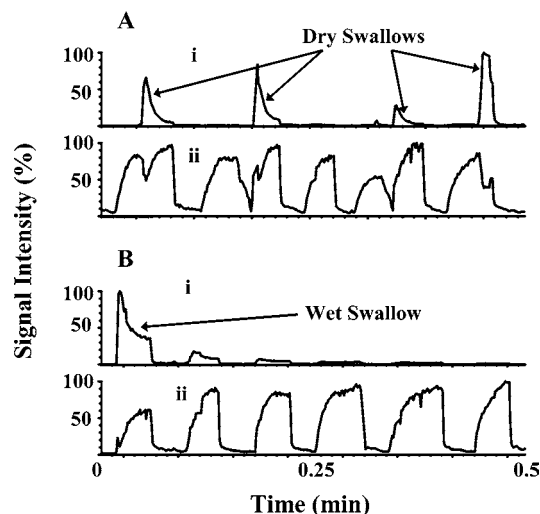 A
Dry Swallows
i
100
50
ii
100
50
Signal Intensity (%)
B
i
100
50
Wet Swallow
ii
100
50
0 0.25 0.5
Time (min)